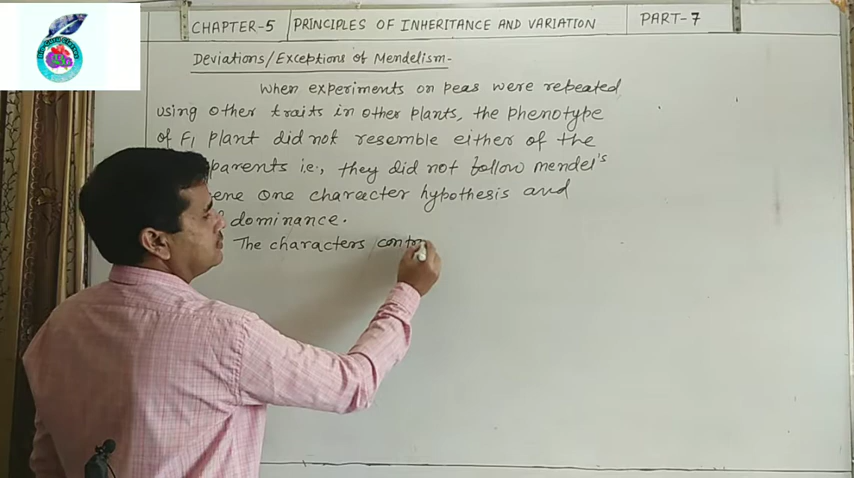 CHAPTER-5 PRINCIPLES OF INHERITANCE AND VARIATION PART-7
Deviations/Exceptions of Mendelism-
When experiments on peas were repeated
using other traits in other plants, the phenotype
of F1 plant did not resemble either of the
parents i.e., they did not follow mendel's
ene one character hypothesis and
dominance.
The characters contr